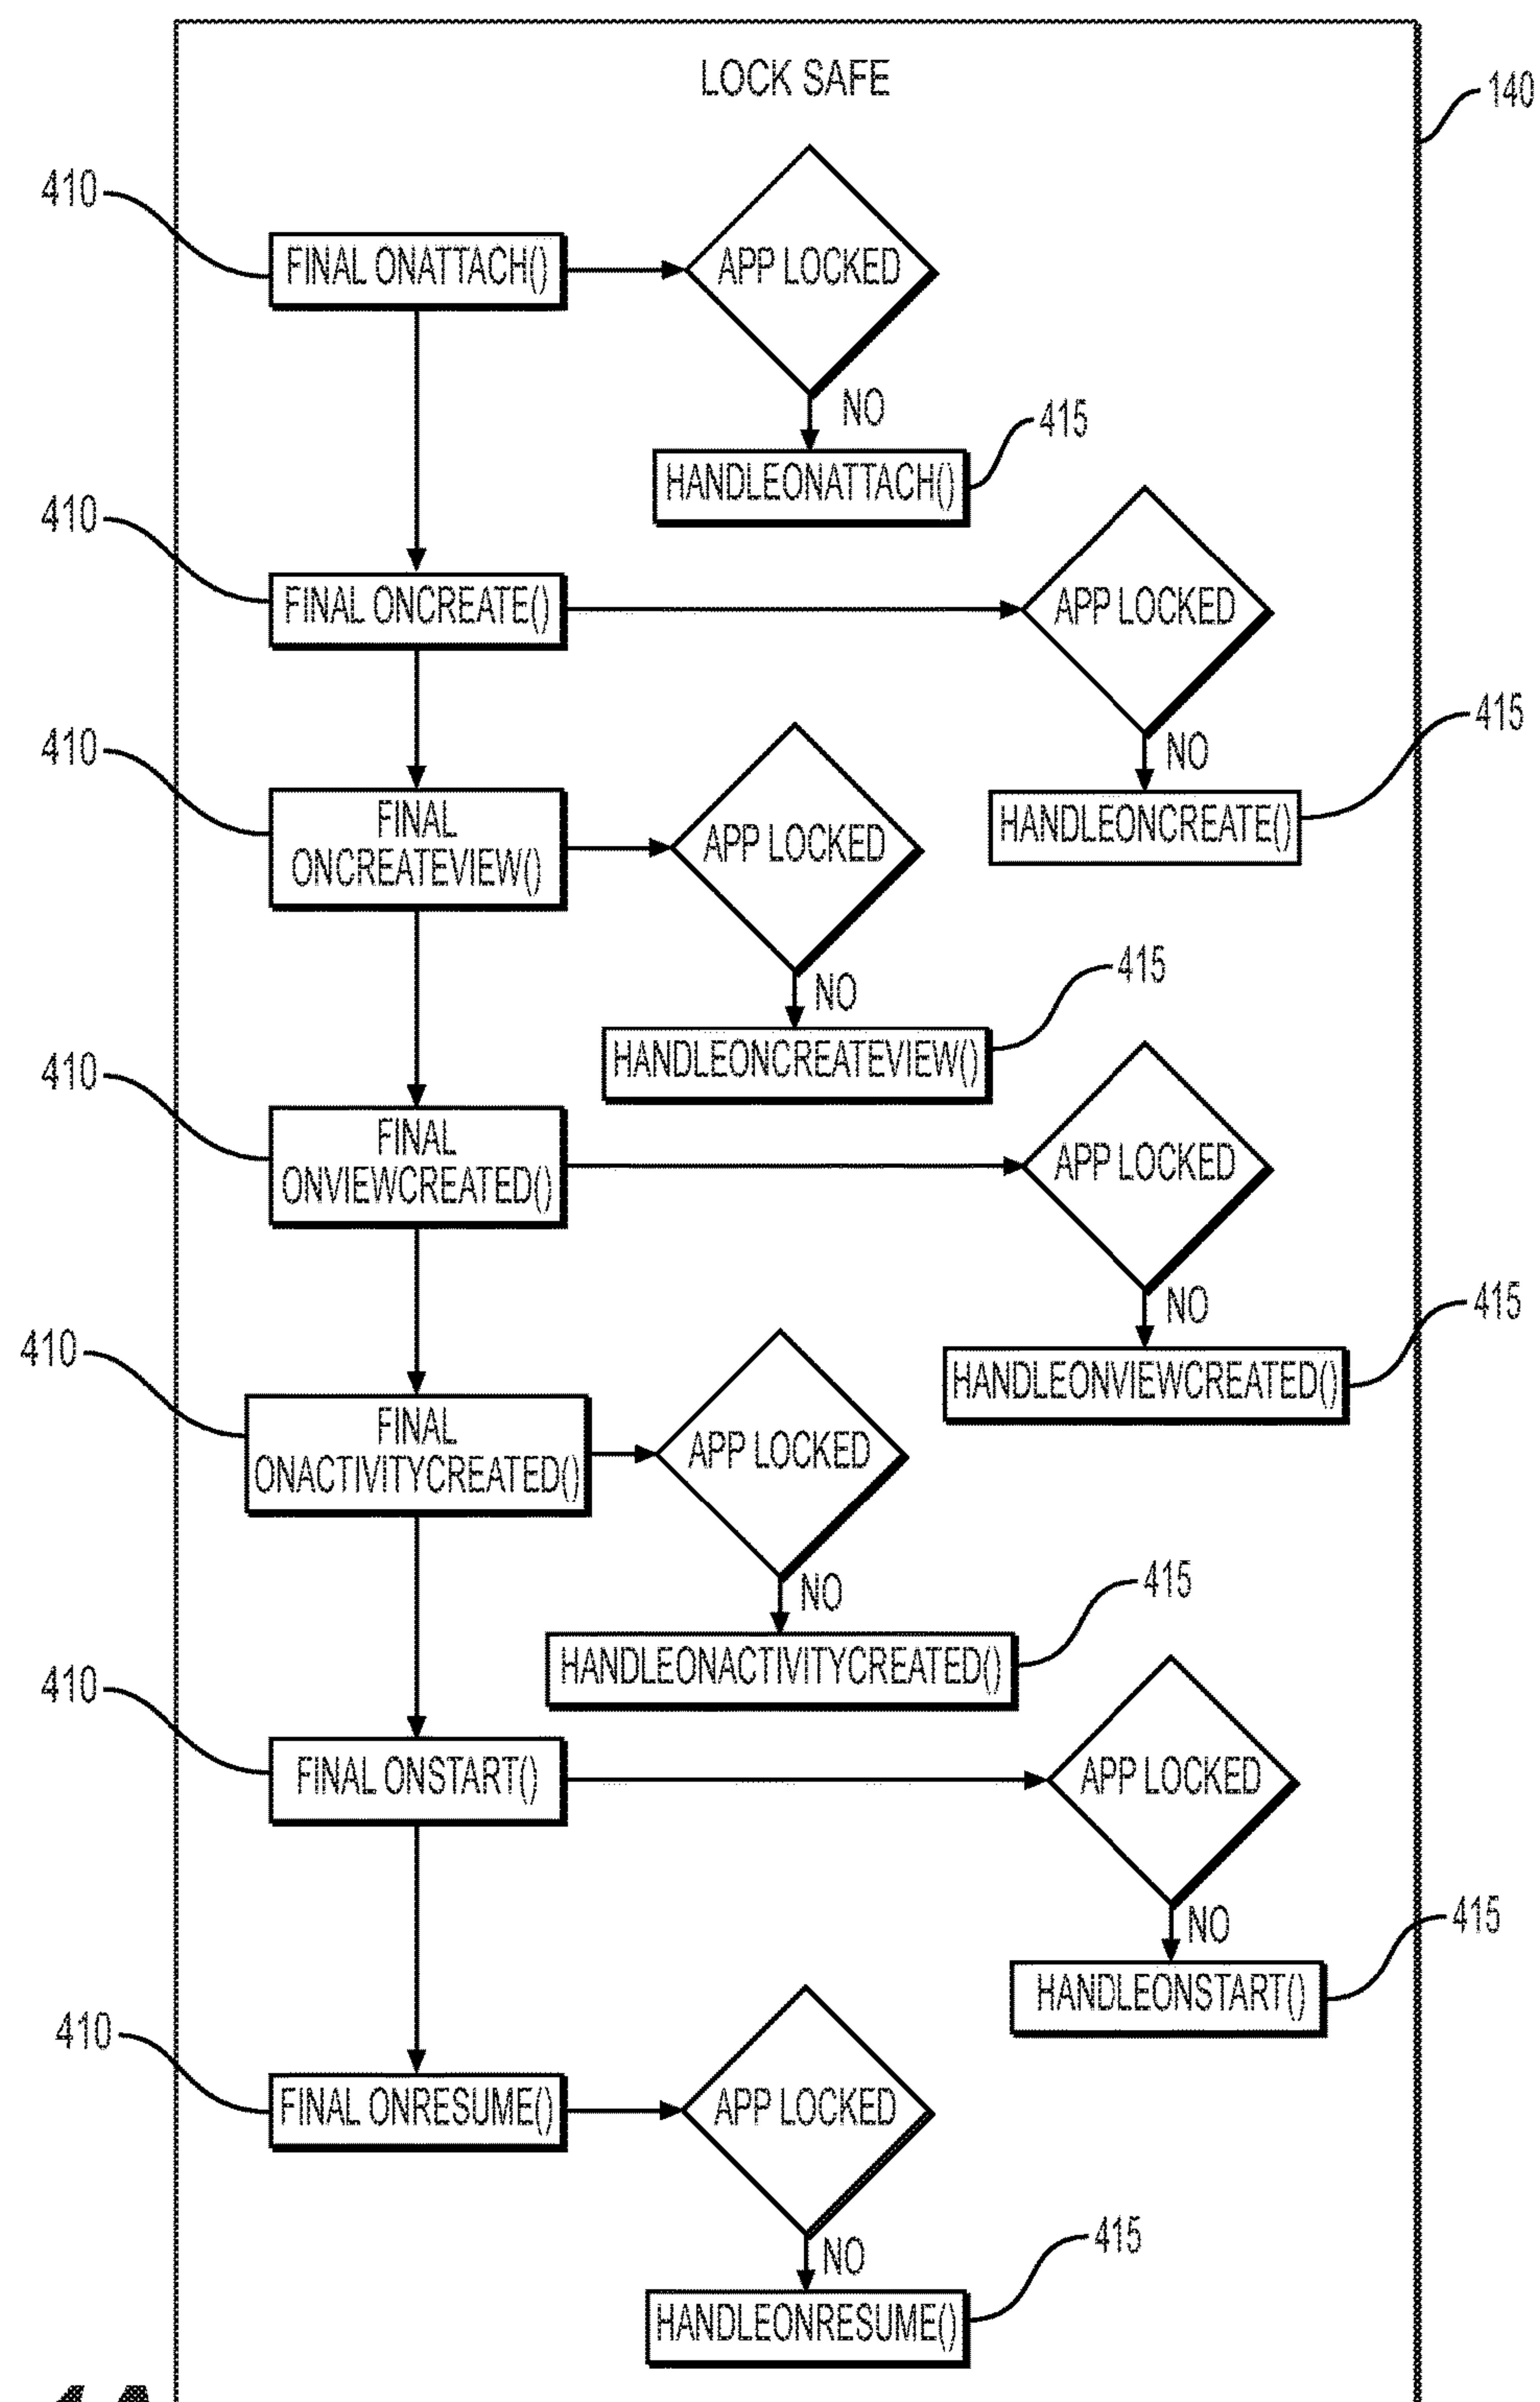 LOCK SAFE
140
410
FINAL ONATTACH()
APP LOCKED
NO
415
HANDLEONATTACH()
410
FINAL ONCREATE()
APP LOCKED
NO
415
HANDLEONCREATE()
410
FINAL
ONCREATEVIEW()
APP LOCKED
NO
415
HANDLEONCREATEVIEW()
410
FINAL
ONVIEWCREATED()
APP LOCKED
NO
415
HANDLEONVIEWCREATED()
410
FINAL
ONACTIVITYCREATED()
APP LOCKED
NO
415
HANDLEONACTIVITYCREATED()
410
FINAL ONSTART()
APP LOCKED
NO
415
HANDLEONSTART()
410
FINAL ONRESUME()
APP LOCKED
NO
415
HANDLEONRESUME()